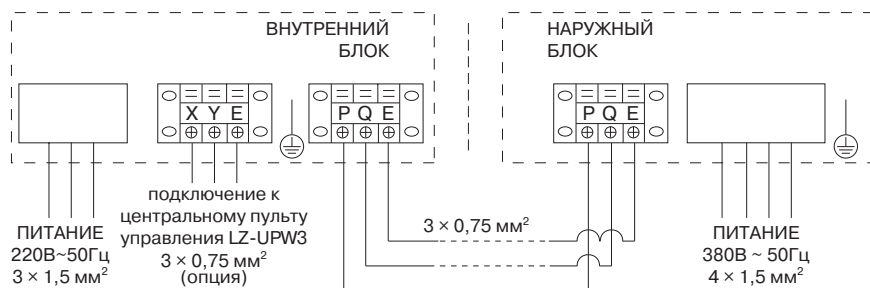 ВНУТРЕННИЙ
БЛОК
НАРУЖНЫЙ
БЛОК
X Y E
P Q E
P Q E
подключение к
центральному пульту
управления LZ-UPW3
3 × 0,75 мм²
(опция)
ПИТАНИЕ
220В~50Гц
3 × 1,5 мм²
3 × 0,75 мм²
ПИТАНИЕ
380В ~ 50Гц
4 × 1,5 мм²